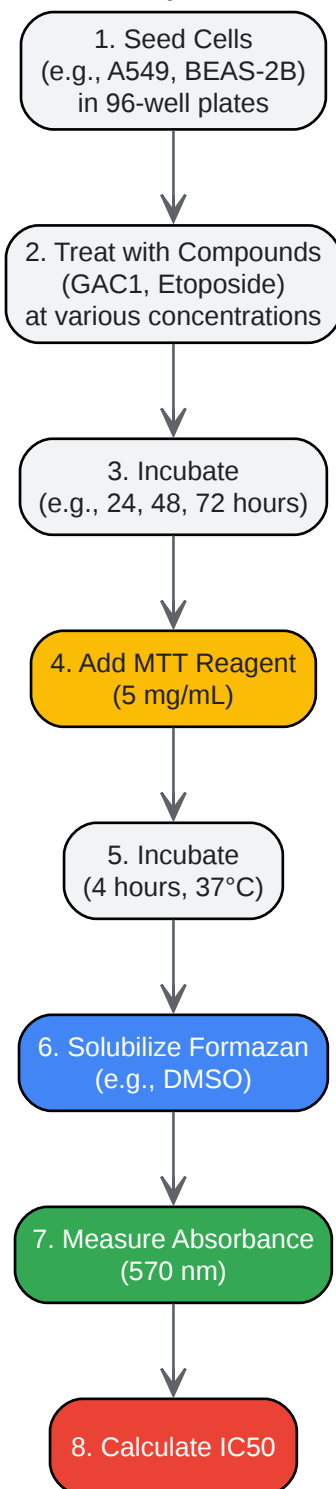 1. Seed Cells
(e.g., A549, BEAS-2B)
in 96-well plates
2. Treat with Compounds
(GAC1, Etoposide)
at various concentrations
3. Incubate
(e.g., 24, 48, 72 hours)
4. Add MTT Reagent
(5 mg/mL)
5. Incubate
(4 hours, 37°C)
6. Solubilize Formazan
(e.g., DMSO)
7. Measure Absorbance
(570 nm)
8. Calculate IC50